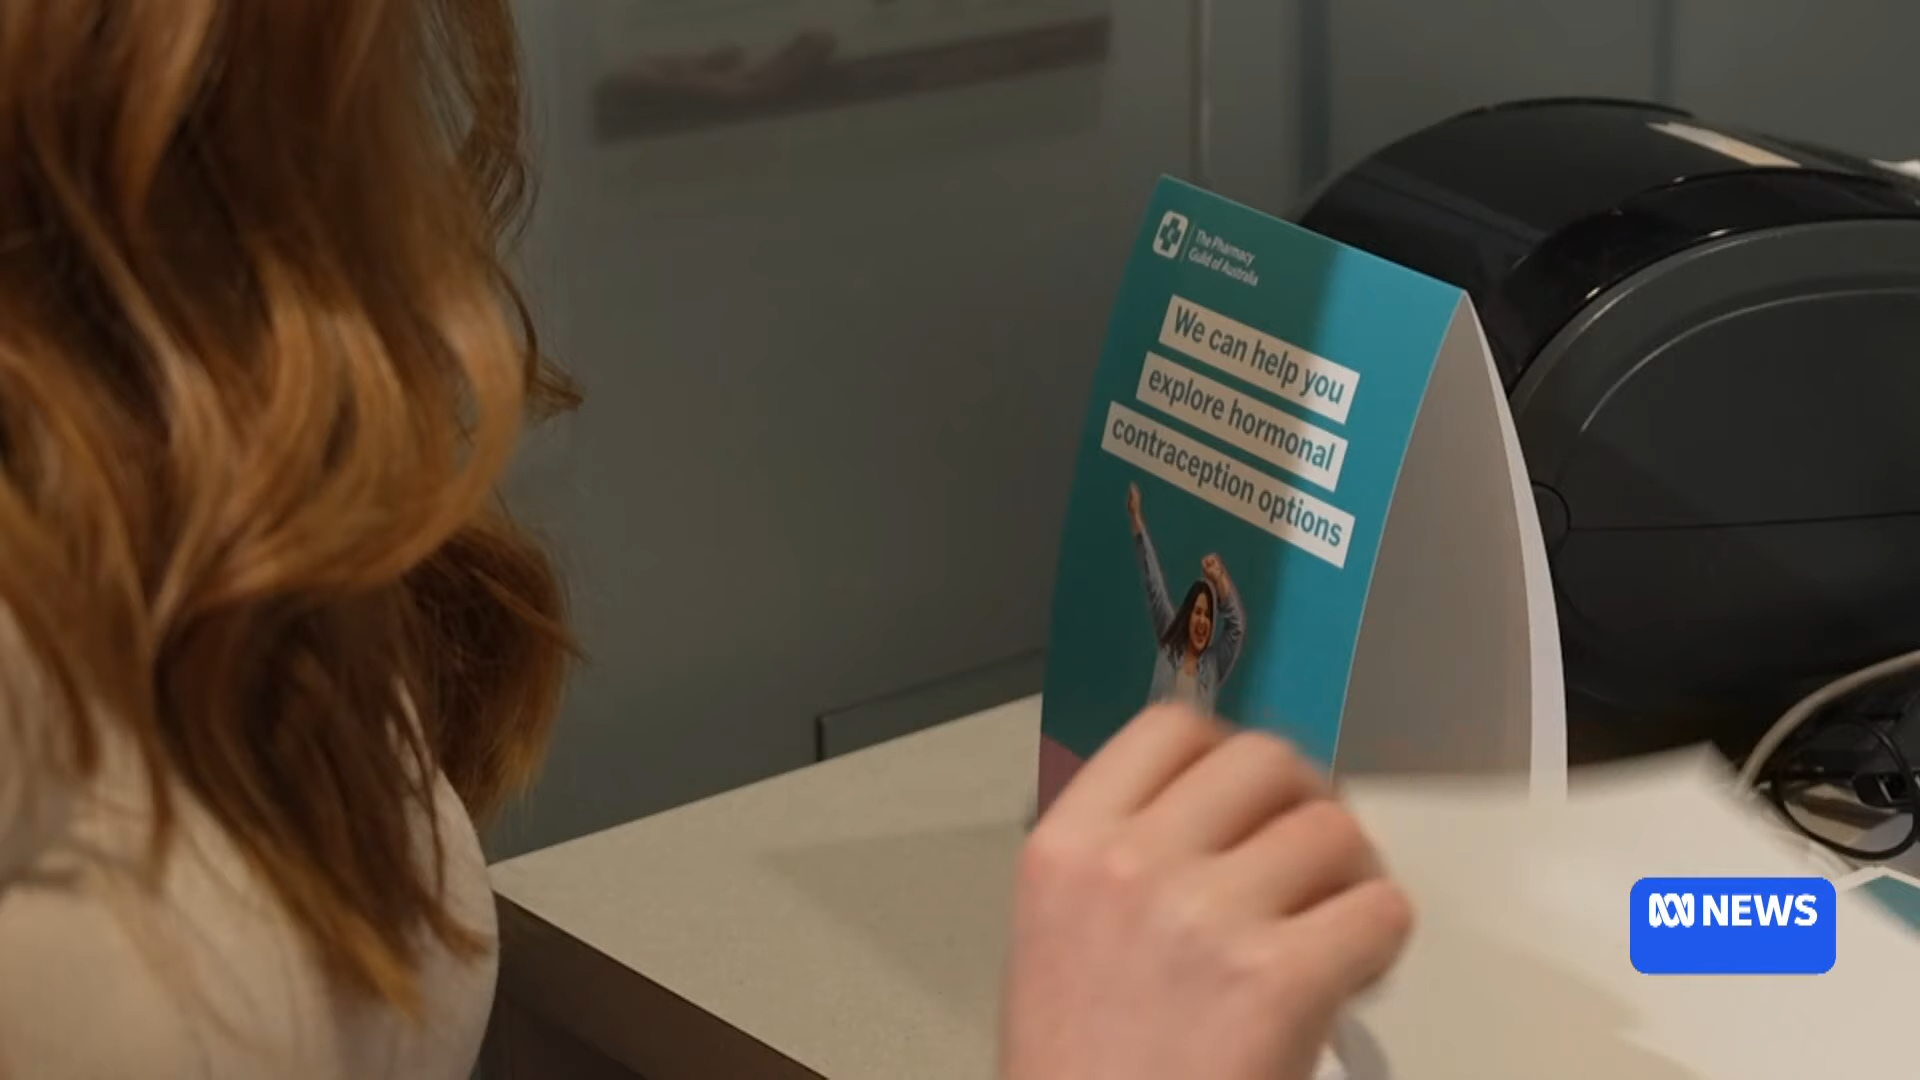 The Pharmacy
Guild of Australia
We can help you
explore hormonal
contraception options
NEWS